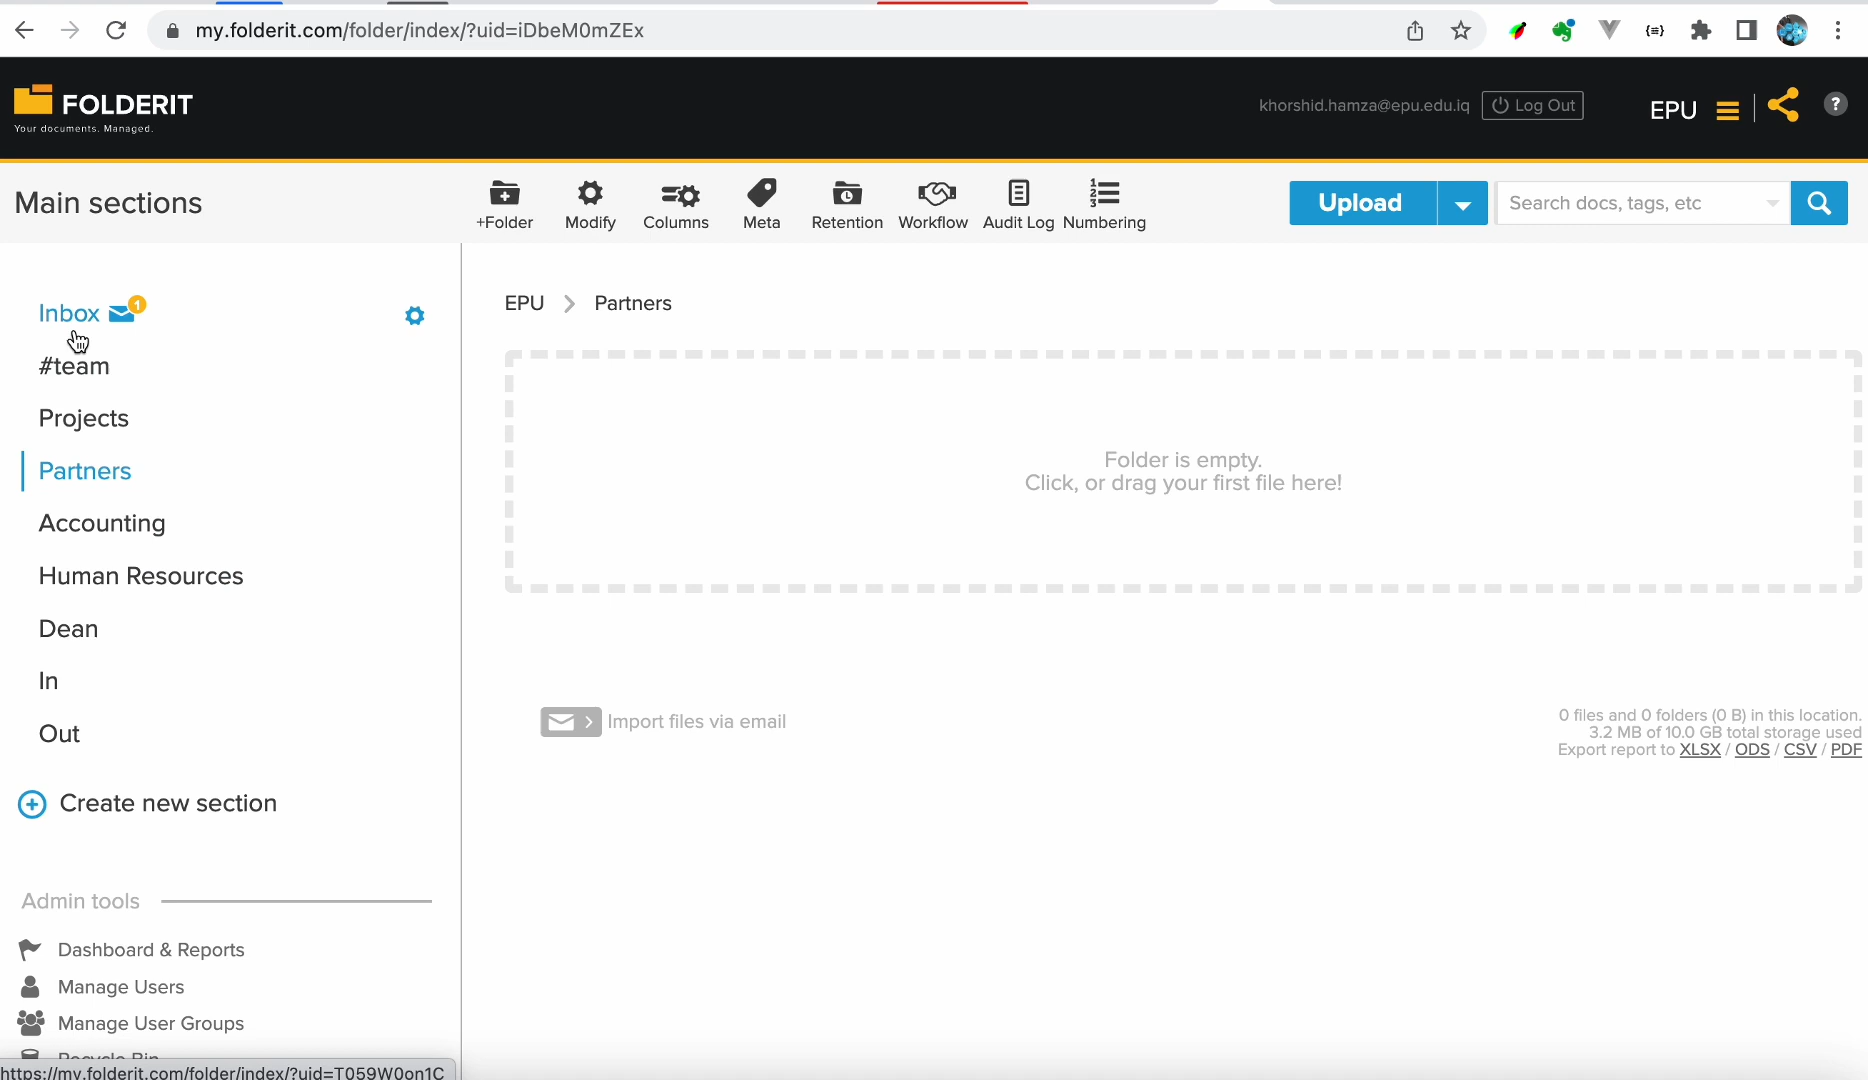 my.folderit.com/folder/index/?uid=iDbeM0mZEx
FOLDERIT
Your documents. Managed.
khorshid.hamza@epu.edu.iq
Log Out
EPU
?
Main sections
+Folder
Modify
Columns
Meta
Retention
Workflow
Audit Log
Numbering
Upload
Search docs, tags, etc
Inbox
1
#team
Projects
Partners
Accounting
Human Resources
Dean
In
Out
Create new section
Admin tools
Dashboard & Reports
Manage Users
Manage User Groups
Recycle Bin
https://my.folderit.com/folder/index/?uid=T059W0on1C
EPU > Partners
Folder is empty.
Click, or drag your first file here!
Import files via email
0 files and 0 folders (0 B) in this location.
3.2 MB of 10.0 GB total storage used
Export report to XLSX / ODS / CSV / PDF